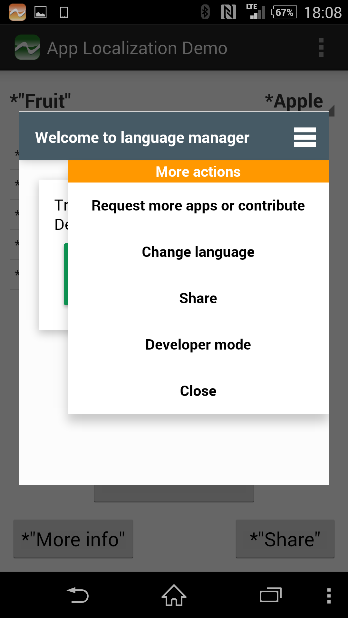 LTE
67%
18:08
App Localization Demo
*"Fruit"
*Apple
Welcome to language manager
More actions
Tr
De
Request more apps or contribute
Change language
Share
Developer mode
Close
*"More info"
*"Share"